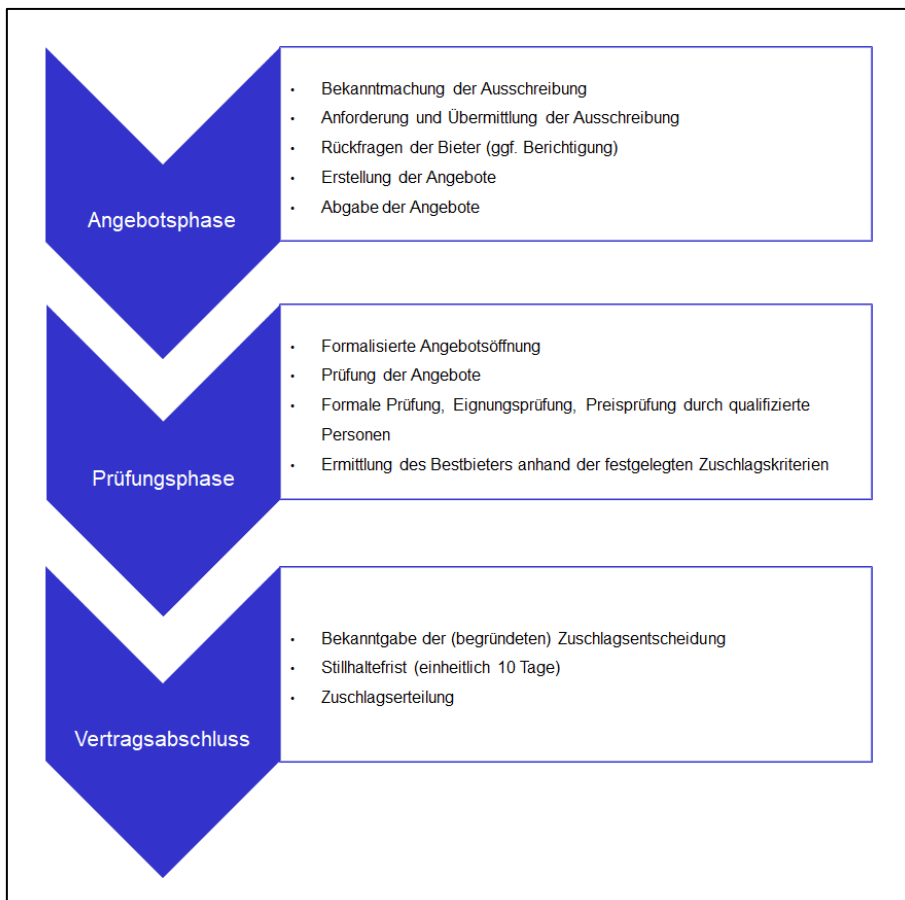 Angebotsphase
• Bekanntmachung der Ausschreibung
• Anforderung und Übermittlung der Ausschreibung
• Rückfragen der Bieter (ggf. Berichtigung)
• Erstellung der Angebote
• Abgabe der Angebote
Prüfungsphase
• Formalisierte Angebotsöffnung
• Prüfung der Angebote
• Formale Prüfung, Eignungsprüfung, Preisprüfung durch qualifizierte
Personen
• Ermittlung des Bestbieters anhand der festgelegten Zuschlagskriterien
Vertragsabschluss
• Bekanntgabe der (begründeten) Zuschlagsentscheidung
• Stillhaltefrist (einheitlich 10 Tage)
• Zuschlagserteilung